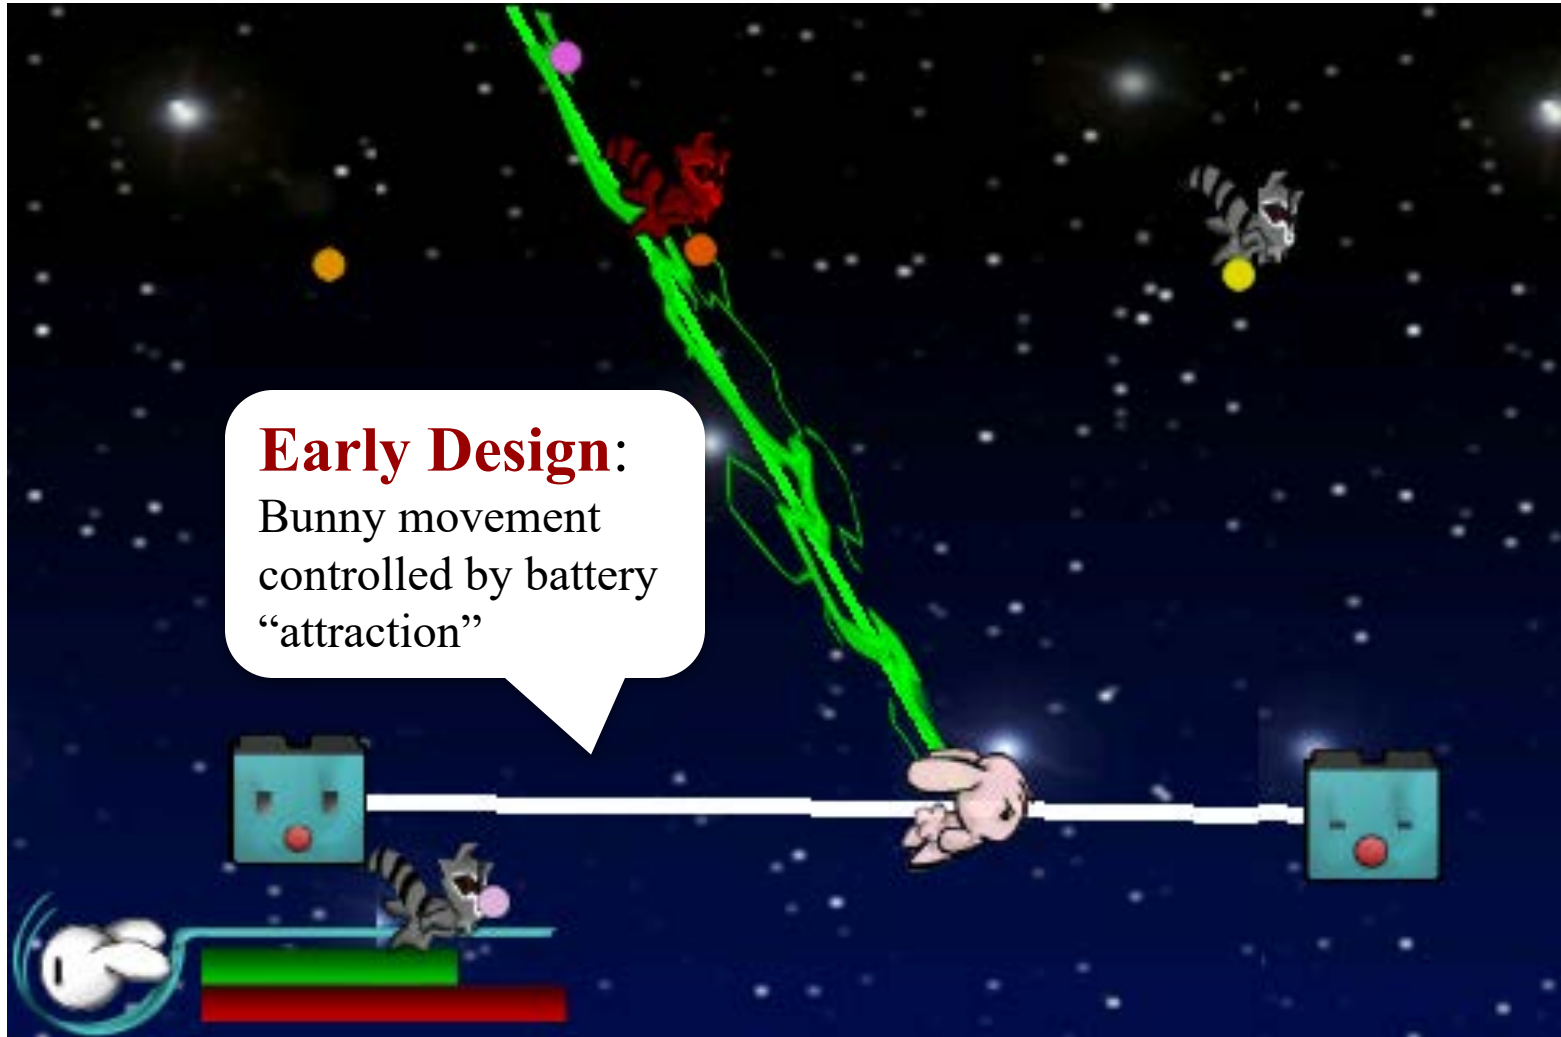 Early Design:
Bunny movement
controlled by battery
“attraction”